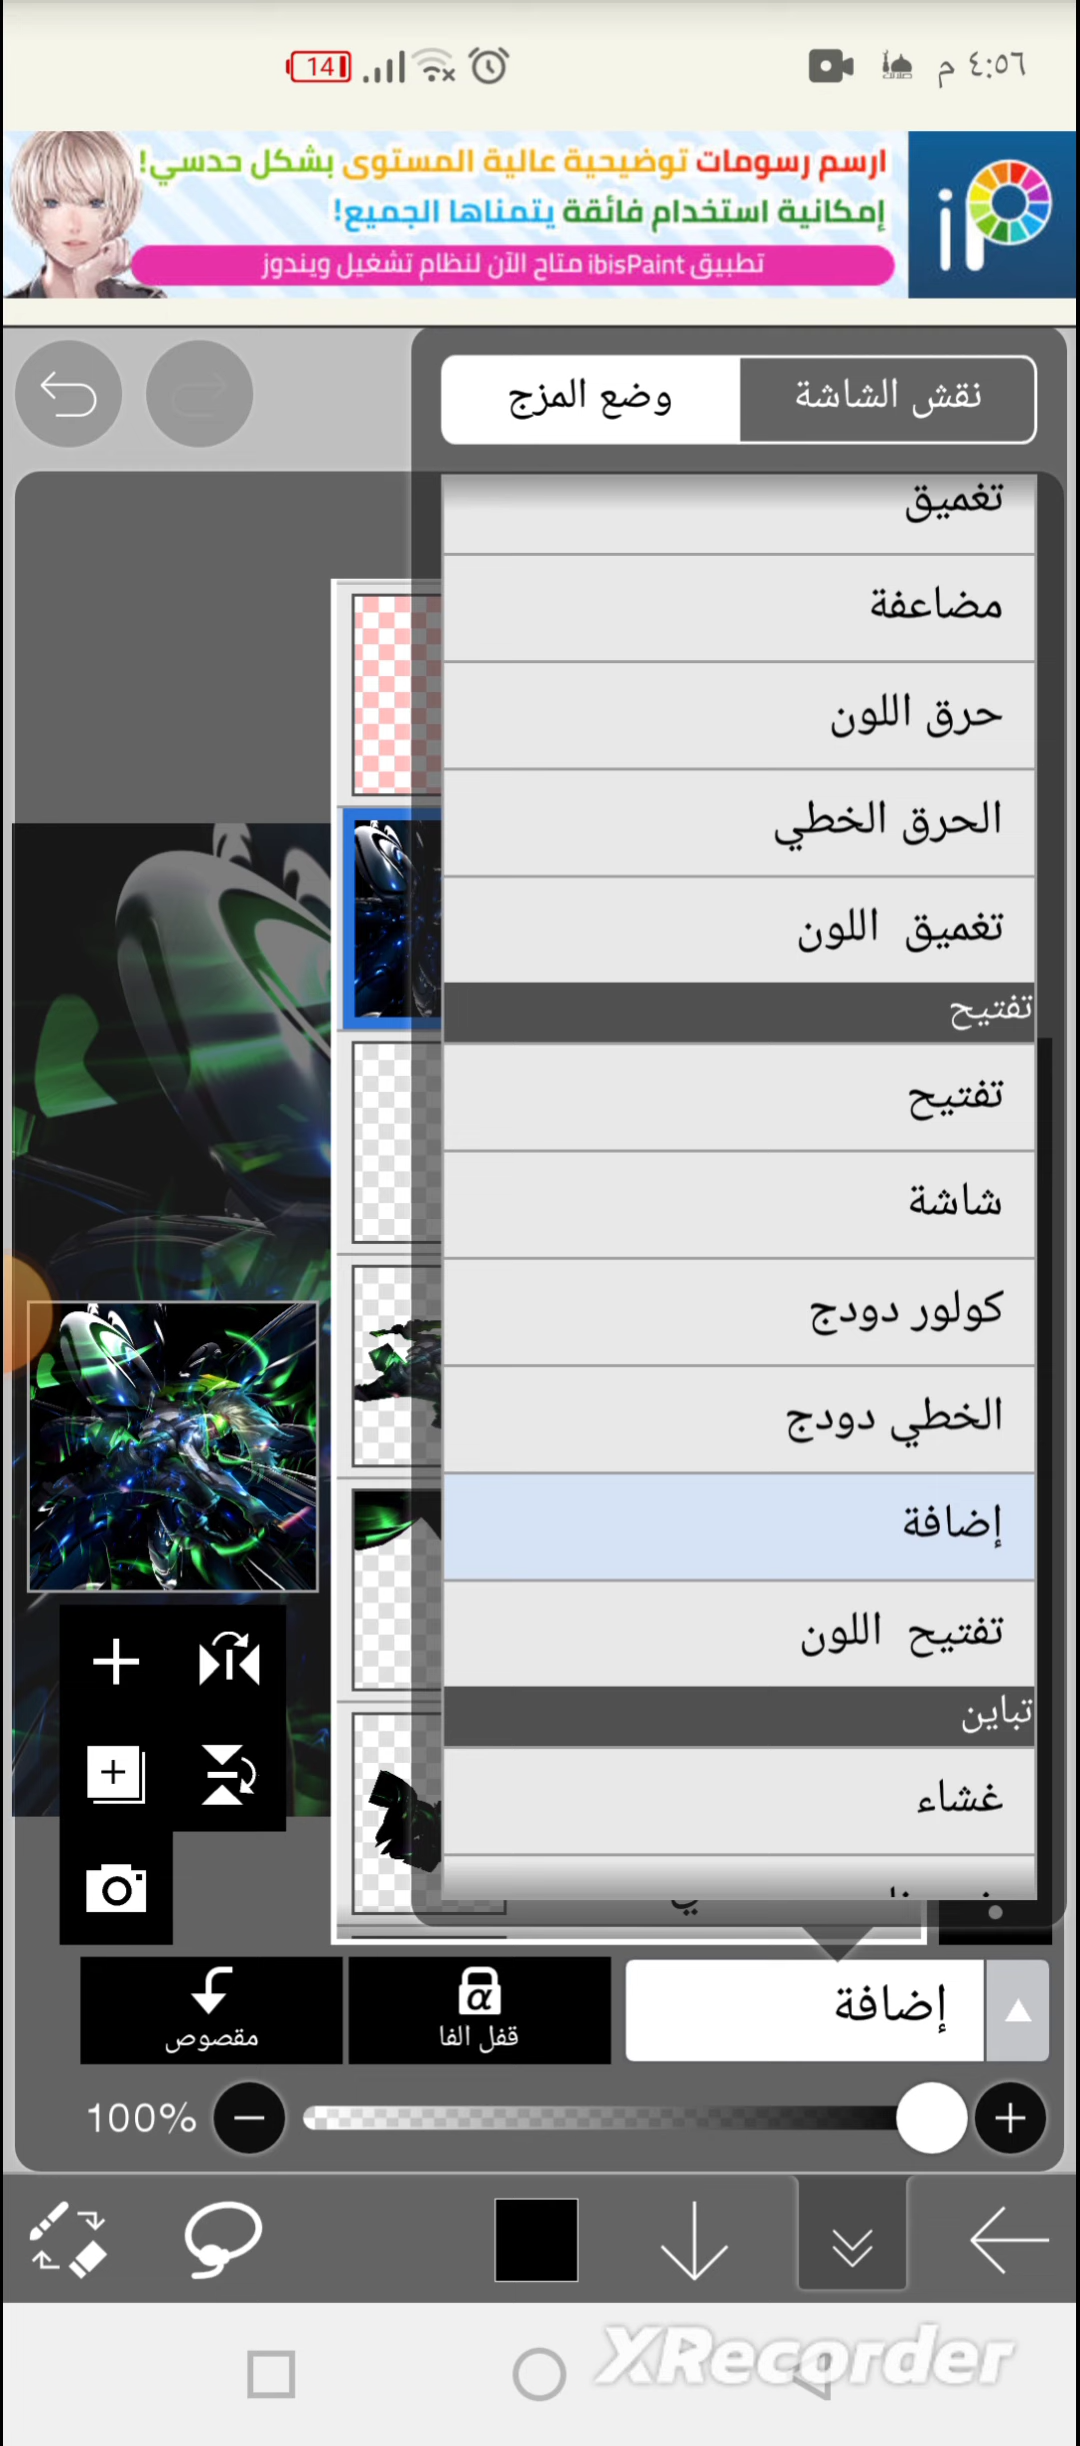 ٤:٥٦ م
14
ارسم رسومات توضيحية عالية المستوى بشكل حدسي!
إمكانية استخدام فائقة يتمناها الجميع!
تطبيق ibisPaint متاح الآن لنظام تشغيل ويندوز
iP
نقش الشاشة
وضع المزج
تغميق
مضاعفة
حرق اللون
الحرق الخطي
تغميق اللون
تفتيح
تفتيح
شاشة
كولور دودج
الخطي دودج
إضافة
تفتيح اللون
تباين
غشاء
إضافة
قفل الفا
α
مقصوص
100%
XRecorder